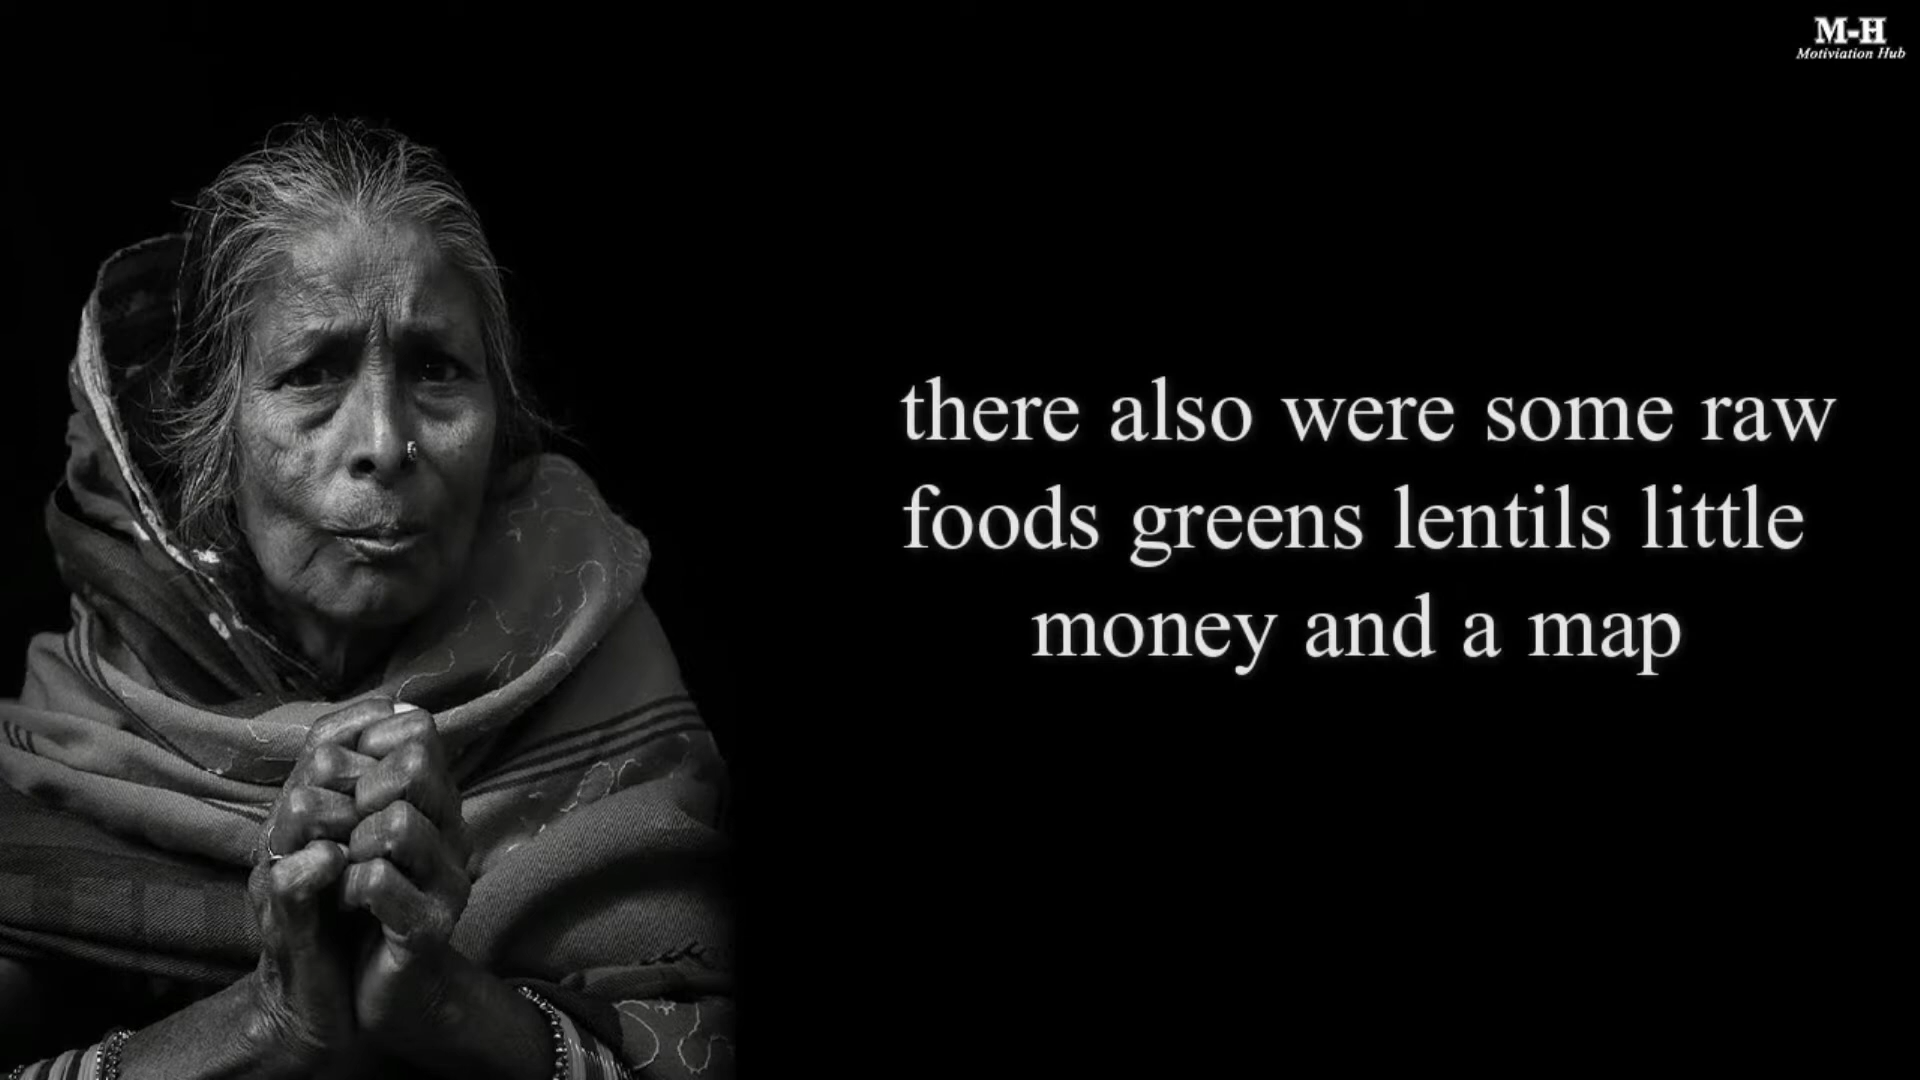 M-H
Motiviation Hub
there also were some raw
foods greens lentils little
money and a map